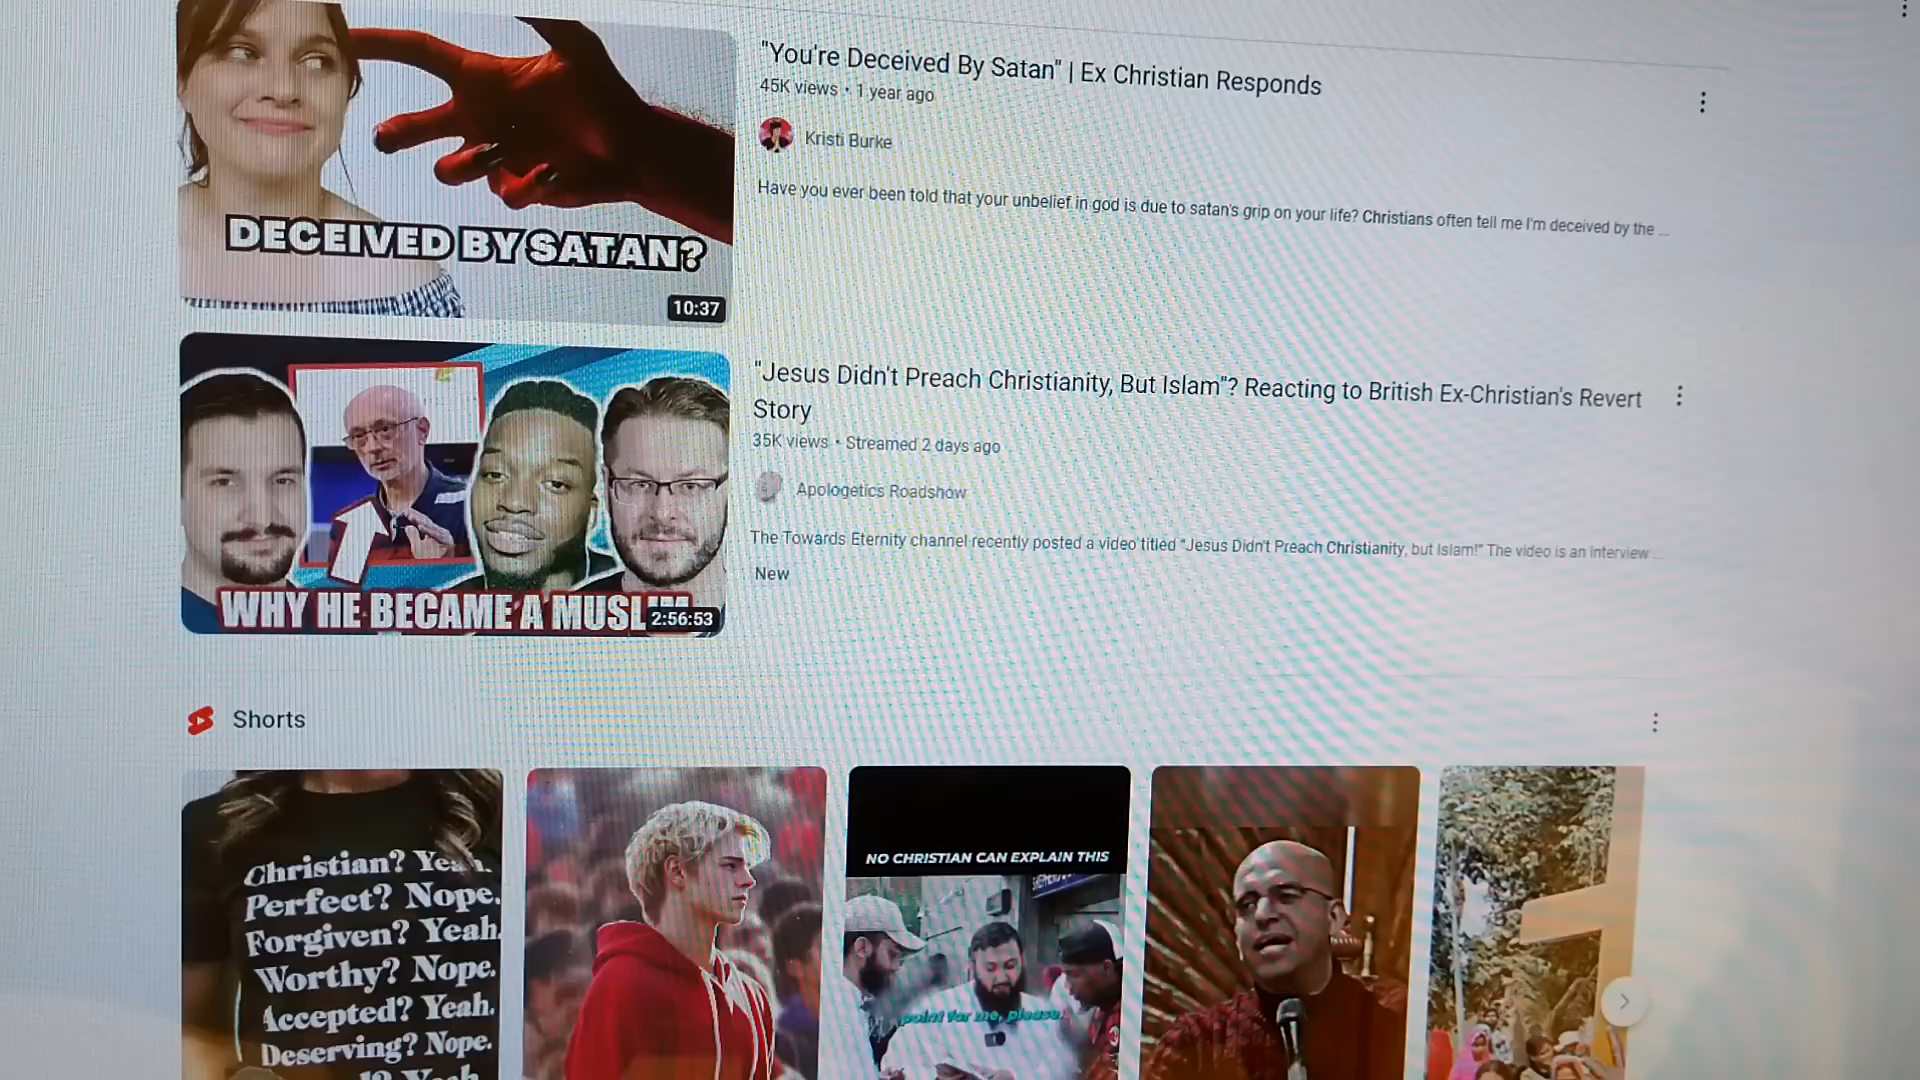 "You're Deceived By Satan" | Ex Christian Responds
45K views • 1 year ago
Kristi Burke
Have you ever been told that your unbelief in god is due to satan's grip on your life? Christians often tell me I'm deceived by the ...
DECEIVED BY SATAN?
10:37
"Jesus Didn't Preach Christianity, But Islam"? Reacting to British Ex-Christian's Revert
Story
35K views • Streamed 2 days ago
Apologetics Roadshow
The Towards Eternity channel recently posted a video titled "Jesus Didn't Preach Christianity, but Islam!" The video is an interview ...
New
WHY HE BECAME A
2:56:53
Shorts
Christian?
Perfect? Nope.
Forgiven? Yeah.
Worthy? Nope.
Accepted? Yeah.
Deserving? Nope.
NO CHRISTIAN CAN EXPLAIN THIS
point for me, please.